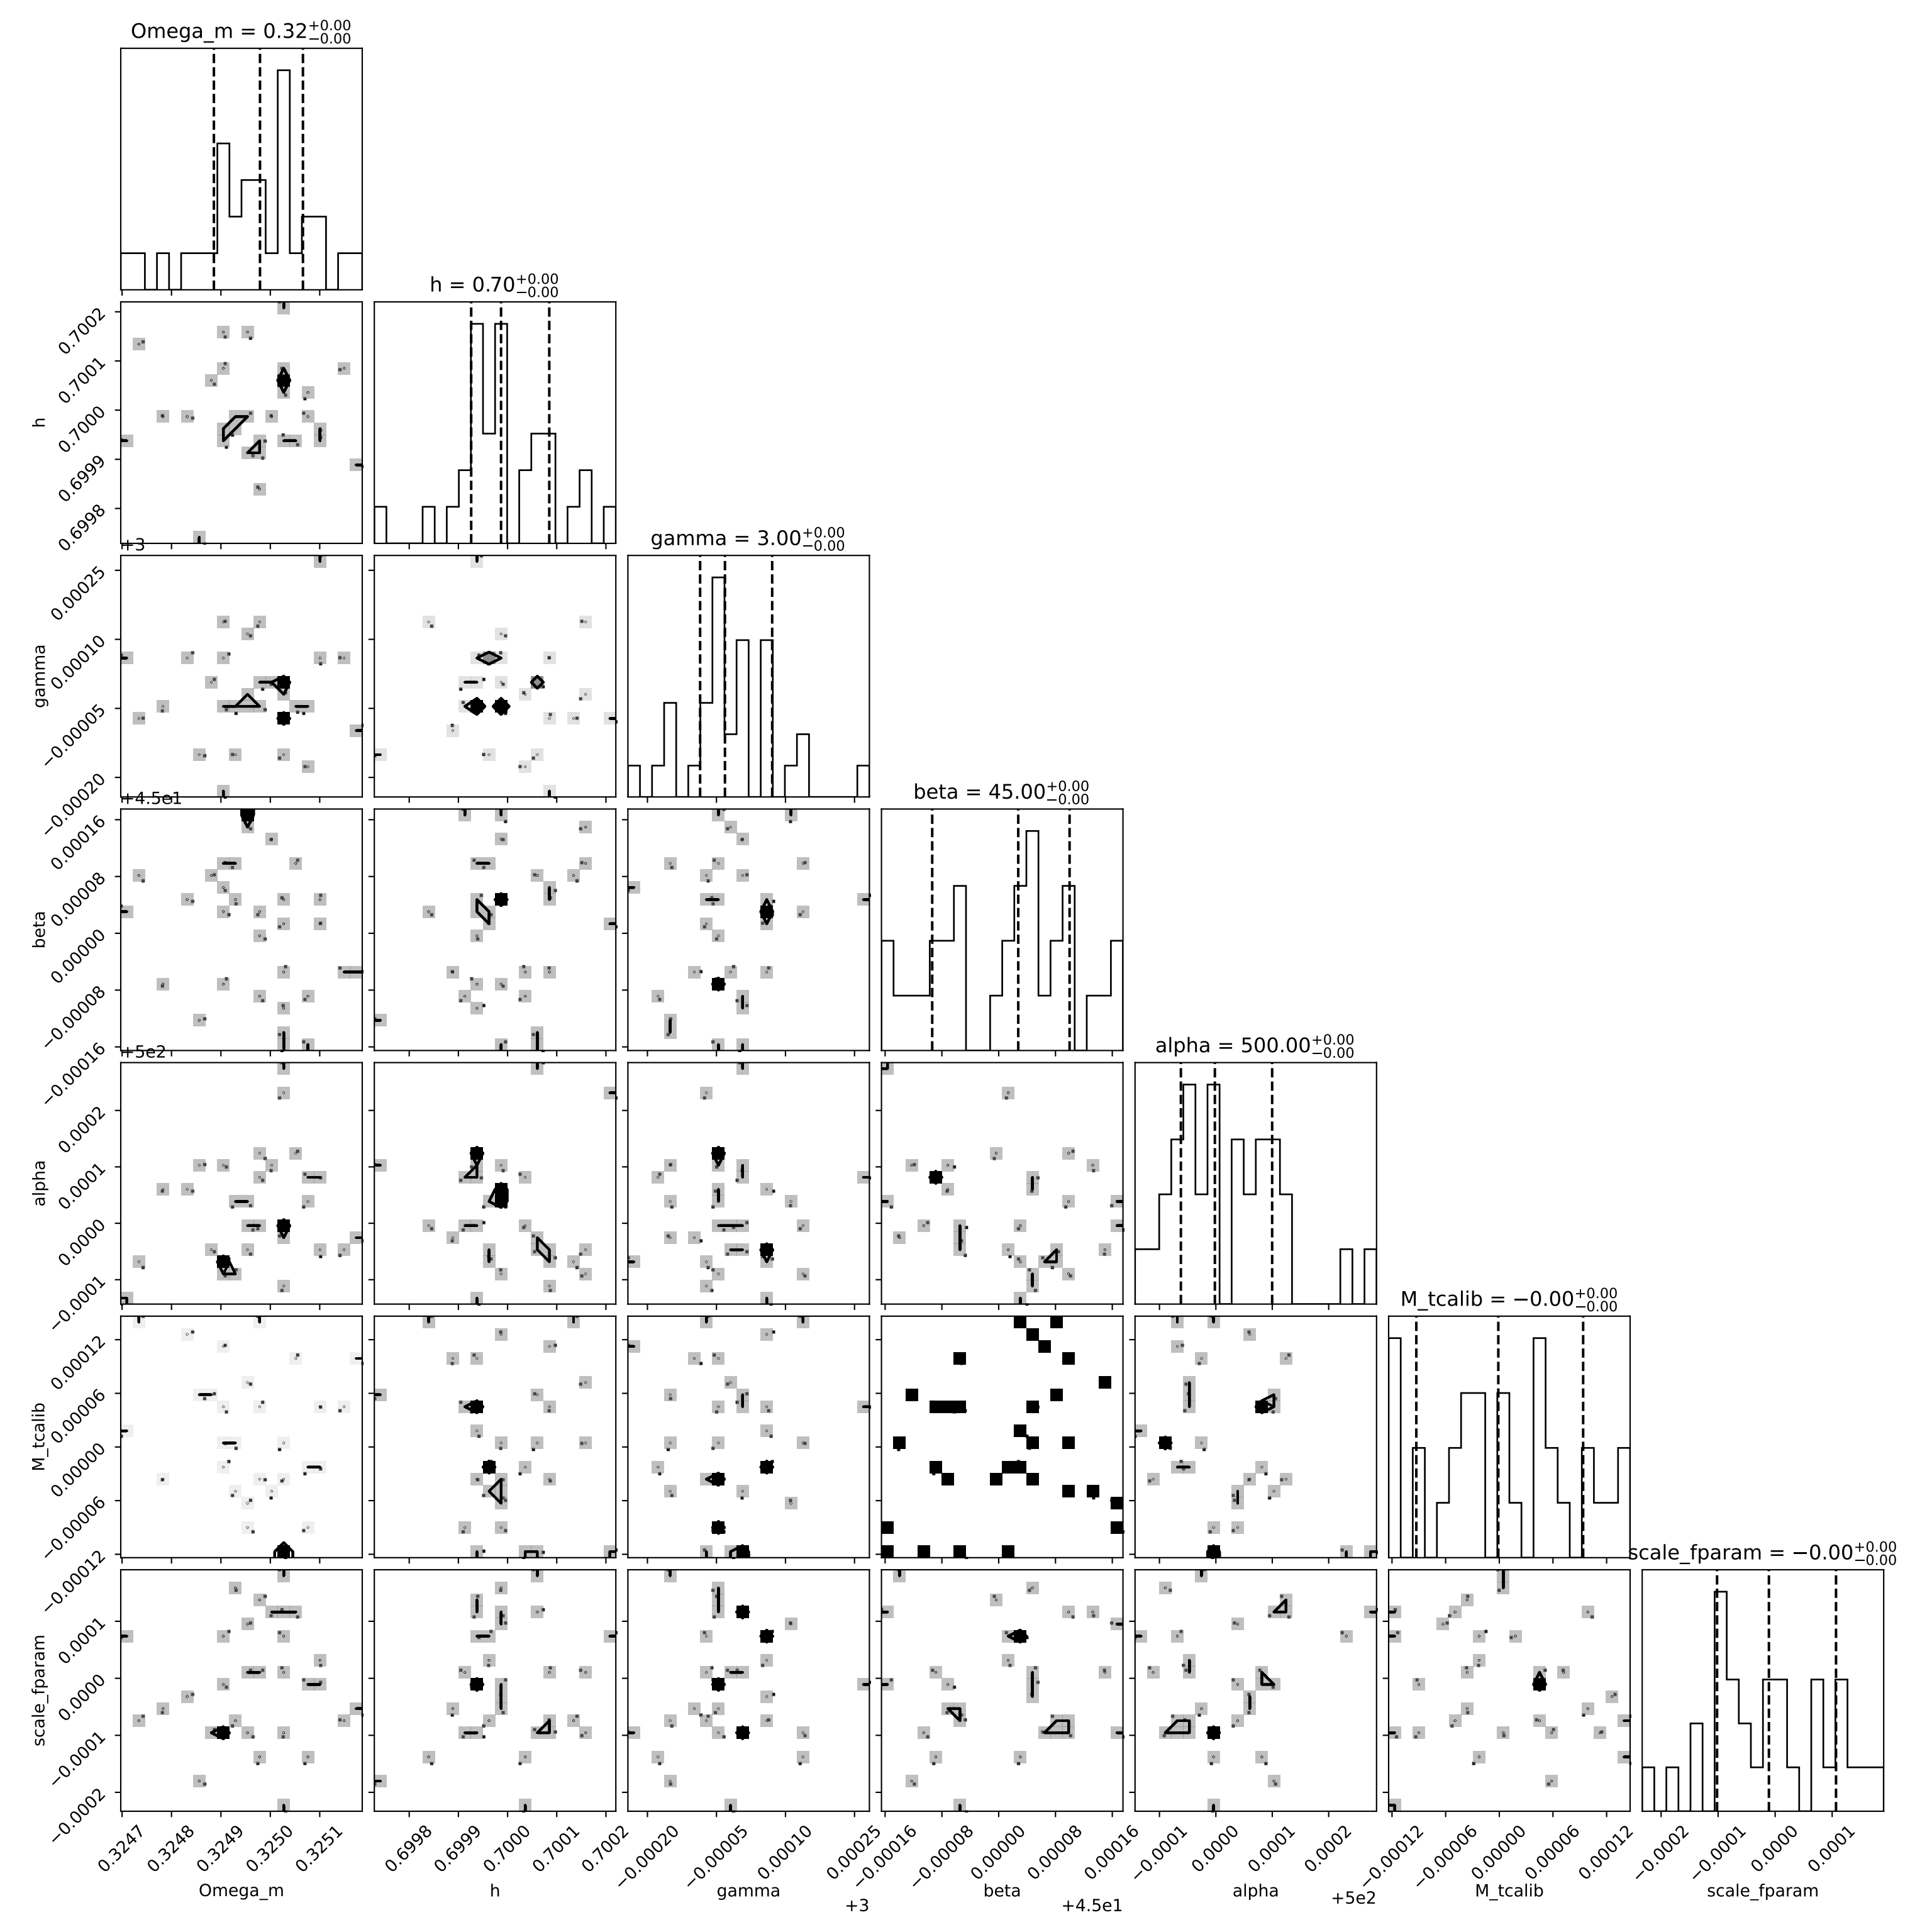 Omega_m = 0.32+0.00−0.00
h = 0.70+0.00−0.00
0.7002
0.7001
0.7000
0.6999
0.6998
h
gamma = 3.00+0.00−0.00
+3
0.00025
0.00010
−0.00005
−0.00020
gamma
beta = 45.00+0.00−0.00
+4.5e1
0.00016
0.00008
0.00000
−0.00008
−0.00016
beta
alpha = 500.00+0.00−0.00
+5e2
0.0002
0.0001
0.0000
−0.0001
alpha
M_tcalib = −0.00+0.00−0.00
0.00012
0.00006
0.00000
−0.00006
−0.00012
M_tcalib
scale_fparam = −0.00+0.00−0.00
0.0001
0.0000
−0.0001
−0.0002
scale_fparam
0.3247 0.3248 0.3249 0.3250 0.3251
0.6998 0.6999 0.7000 0.7001 0.7002
−0.00020 −0.00005 0.00010 0.00025
−0.00016 −0.00008 0.00000 0.00008 0.00016
−0.0001 0.0000 0.0001 0.0002
−0.00012 −0.00006 0.00000 0.00006 0.00012
−0.0002 −0.0001 0.0000 0.0001
Omega_m h gamma beta alpha M_tcalib scale_fparam
+3 +4.5e1 +5e2